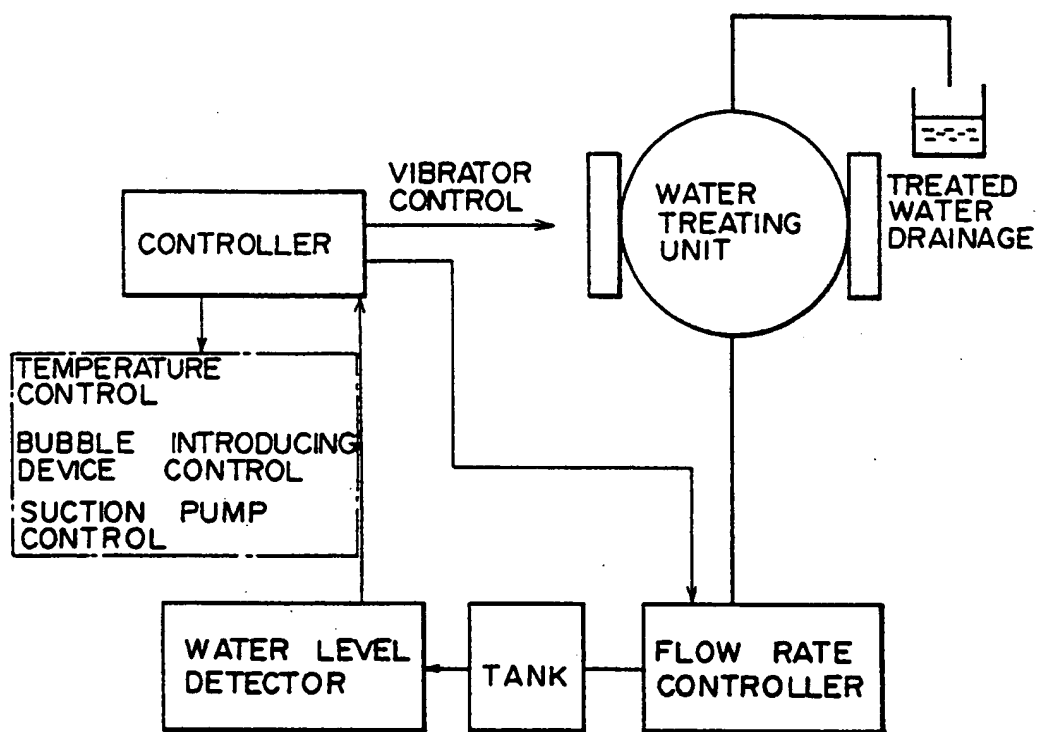 VIBRATOR
CONTROL
CONTROLLER
WATER
TREATING
UNIT
TREATED
WATER
DRAINAGE
TEMPERATURE
CONTROL
BUBBLE INTRODUCING
DEVICE CONTROL
SUCTION PUMP
CONTROL
WATER LEVEL
DETECTOR
TANK
FLOW RATE
CONTROLLER